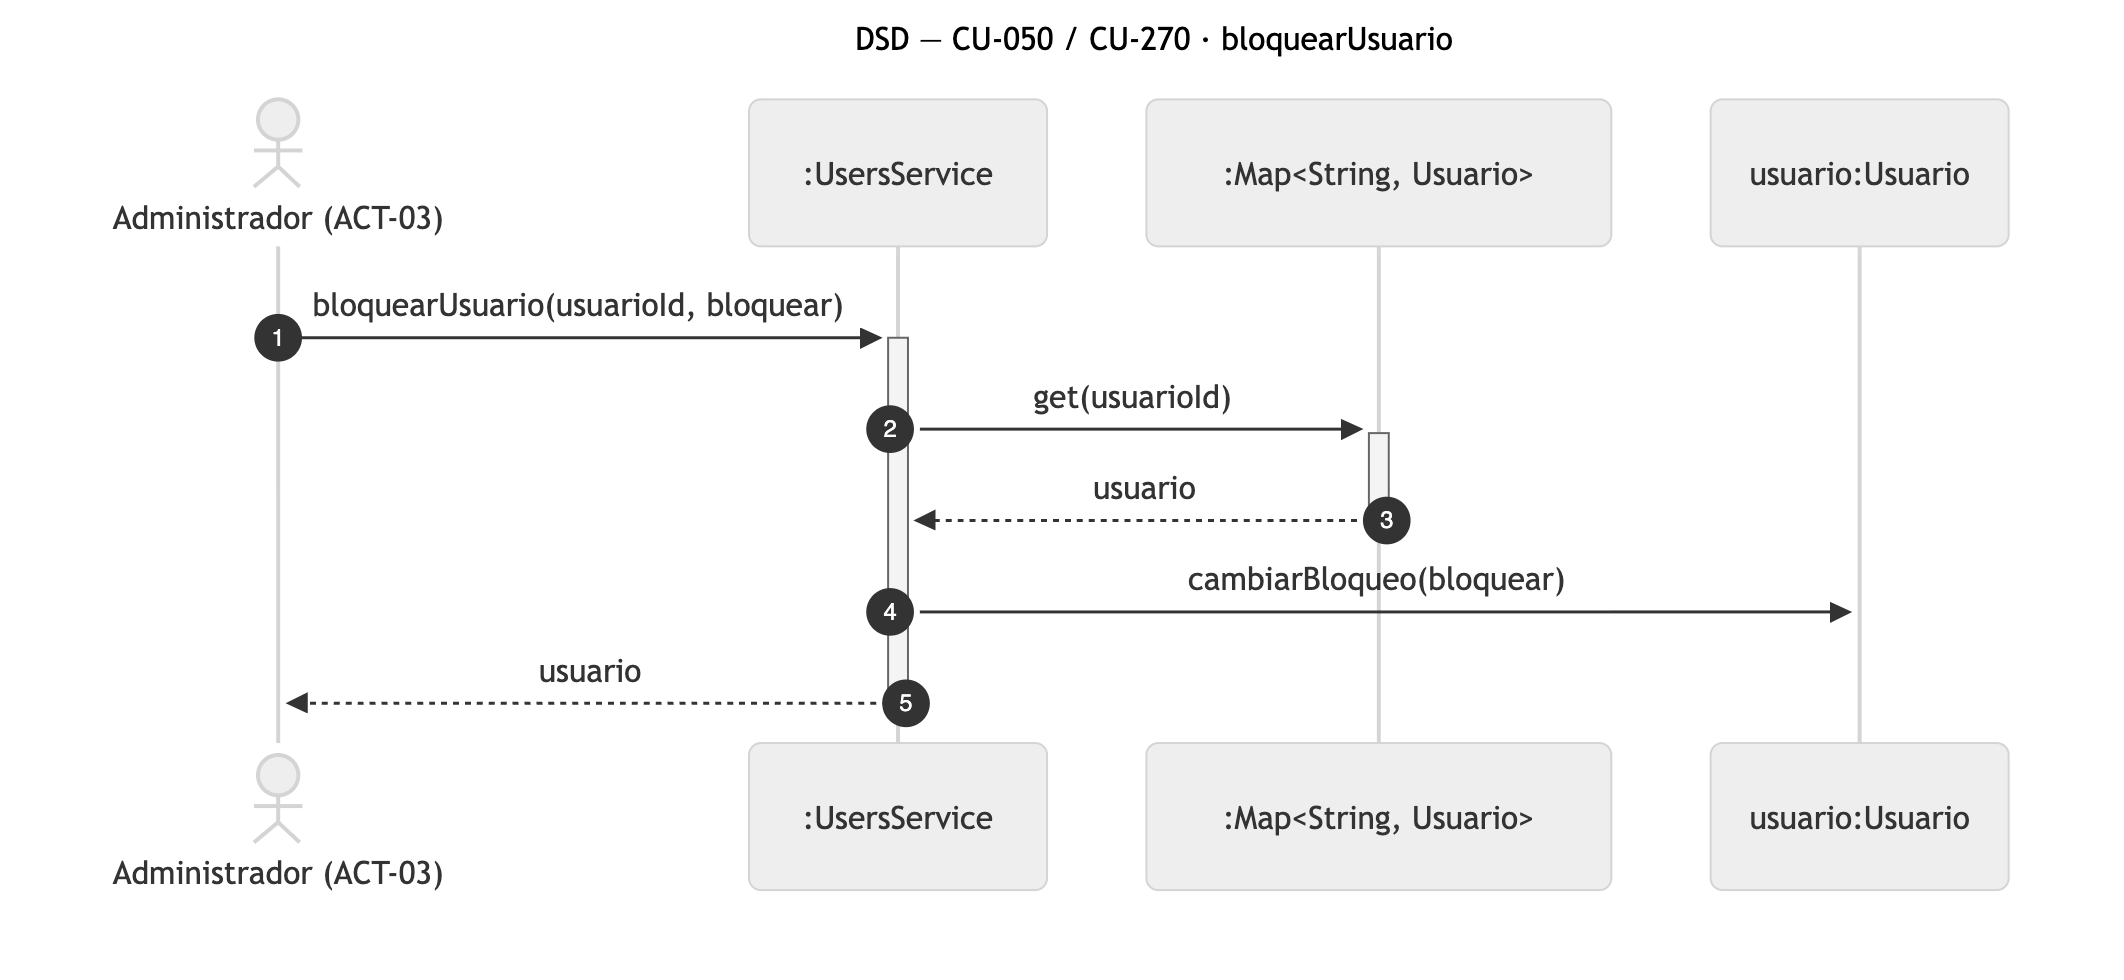 DSD — CU-050 / CU-270 · bloquearUsuario
Administrador (ACT-03)
:UsersService
:Map<String, Usuario>
usuario:Usuario
bloquearUsuario(usuarioId, bloquear)
1
get(usuarioId)
2
usuario
3
cambiarBloqueo(bloquear)
4
usuario
5
Administrador (ACT-03)
:UsersService
:Map<String, Usuario>
usuario:Usuario